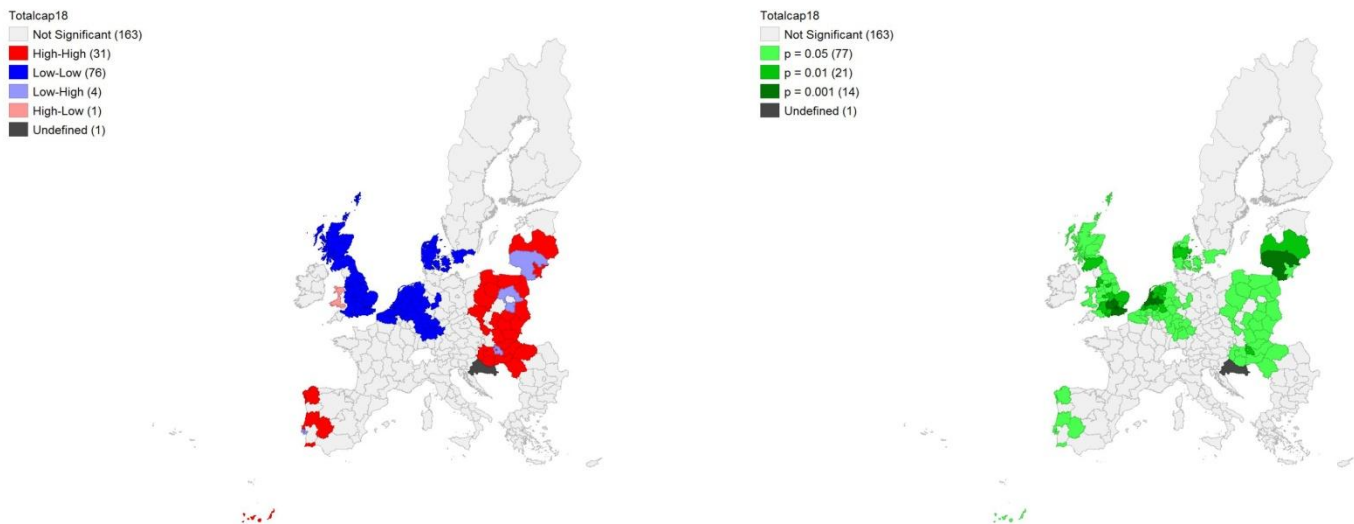 Totalcap18
Not Significant (163)
High-High (31)
Low-Low (76)
Low-High (4)
High-Low (1)
Undefined (1)
Totalcap18
Not Significant (163)
p = 0.05 (77)
p = 0.01 (21)
p = 0.001 (14)
Undefined (1)